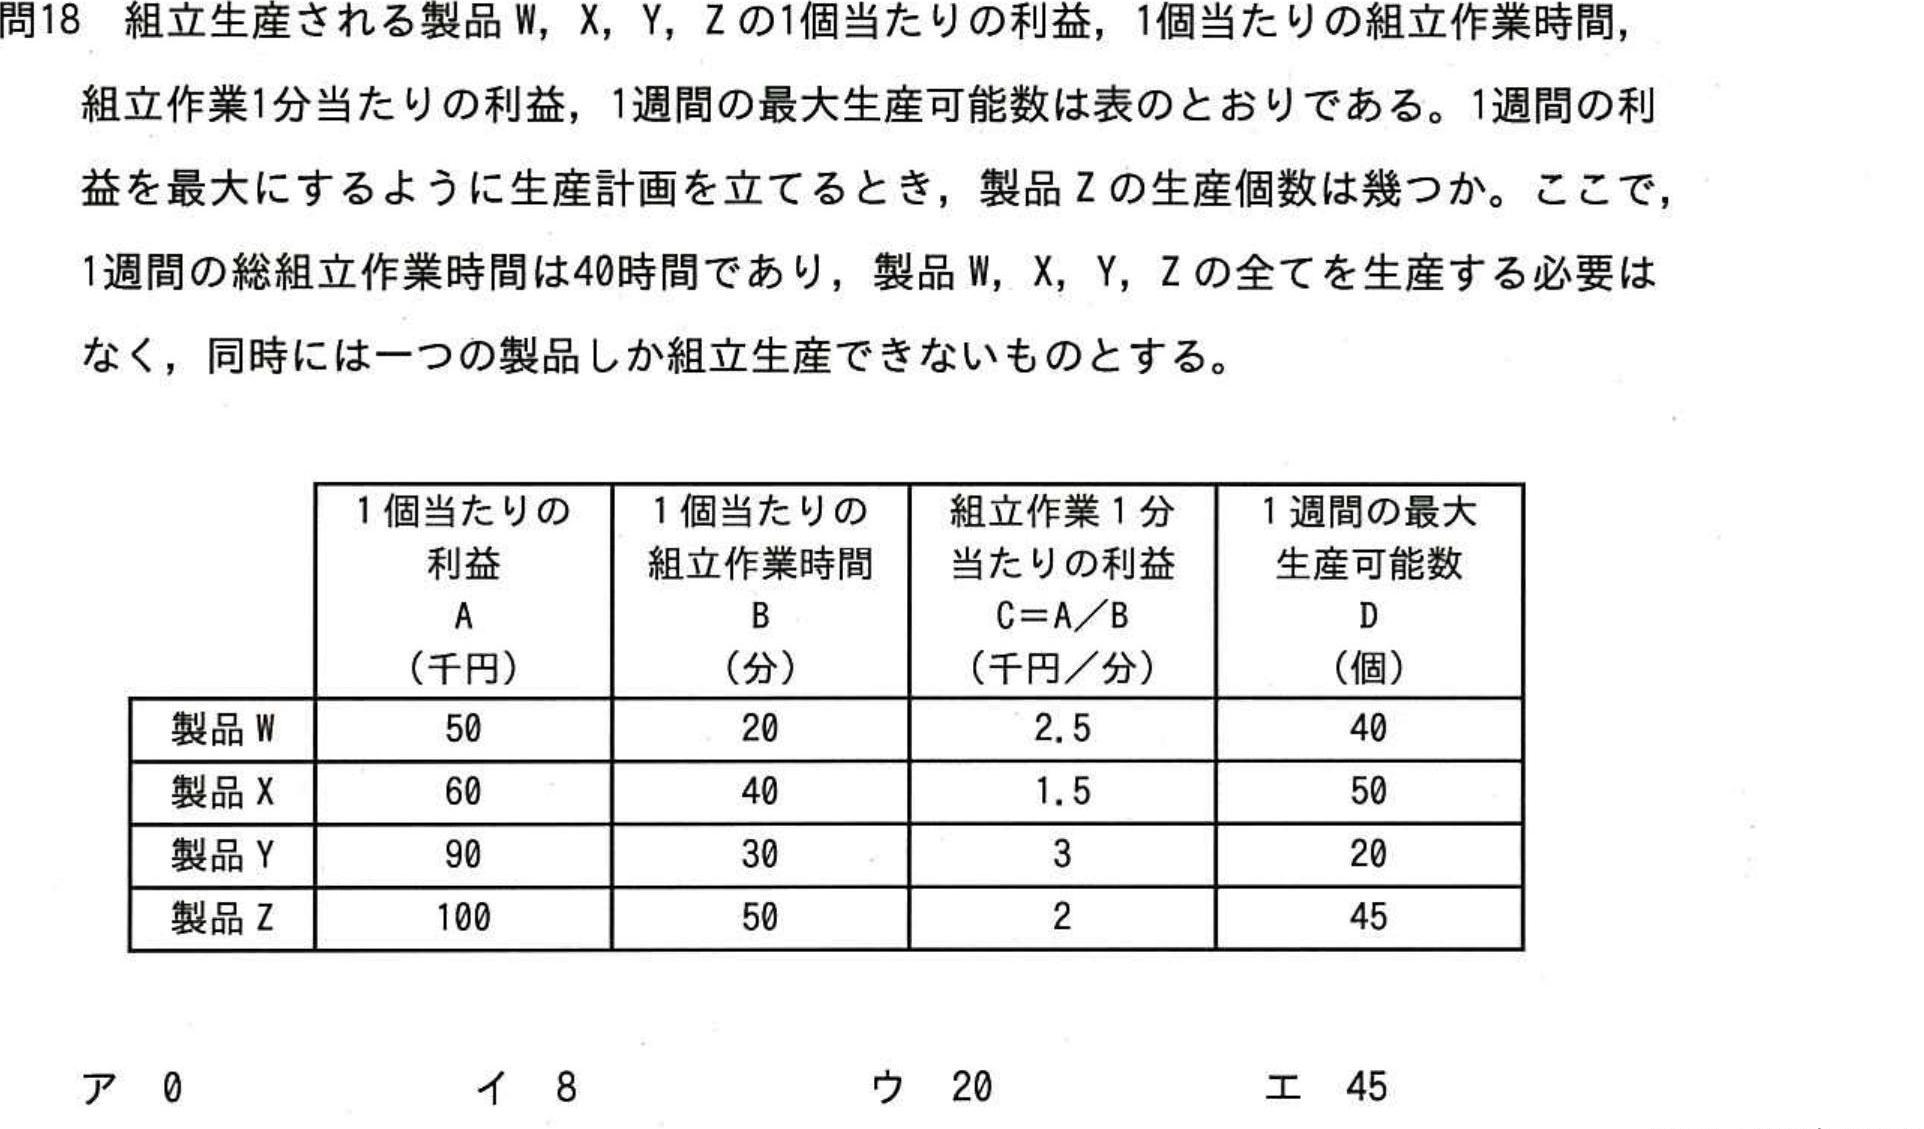 問18 組立生産される製品 W，X，Y，Z の1個当たりの利益，1個当たりの組立作業時間，
組立作業1分当たりの利益，1週間の最大生産可能数は表のとおりである。1週間の利
益を最大にするように生産計画を立てるとき，製品 Z の生産個数は幾つか。ここで，
1週間の総組立作業時間は40時間であり，製品 W，X，Y，Z の全てを生産する必要は
なく，同時には一つの製品しか組立生産できないものとする。
1個当たりの 1個当たりの 組立作業1分 1週間の最大
利益 組立作業時間 当たりの利益 生産可能数
A B C＝A／B D
（千円） （分） （千円／分） （個）
製品 W 50 20 2.5 40
製品 X 60 40 1.5 50
製品 Y 90 30 3 20
製品 Z 100 50 2 45
ア 0 イ 8 ウ 20 エ 45